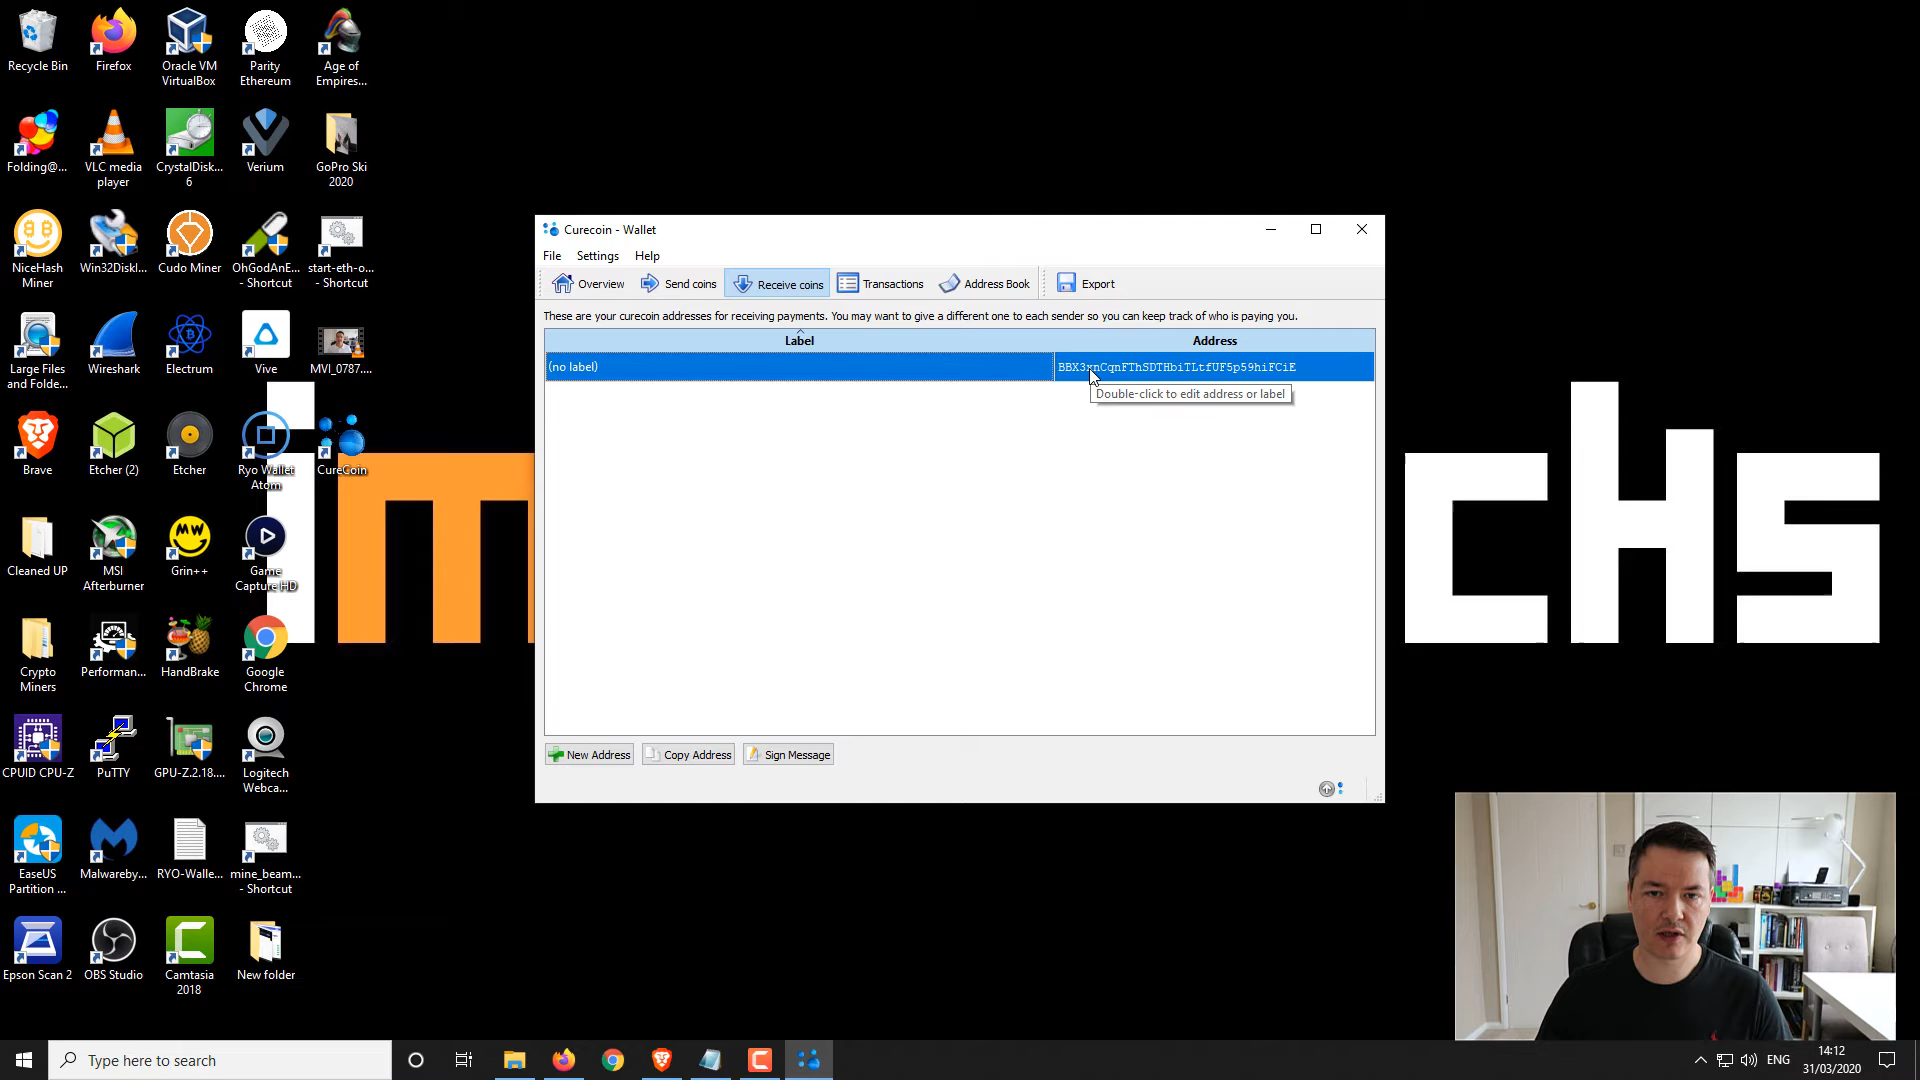 Recycle Bin
Firefox
Oracle VM
VirtualBox
Parity
Ethereum
Age of
Empires...
Folding@...
VLC media
player
CrystalDisk...
6
Verium
GoPro Ski
2020
NiceHash
Miner
Win32DiskI...
Cudo Miner
OhGodAnE...
- Shortcut
start-eth-o...
- Shortcut
Large Files
and Folde...
Wireshark
Electrum
Vive
MVI_0787....
Brave
Etcher (2)
Etcher
Ryo Wallet
Atom
CureCoin
Cleaned UP
MSI
Afterburner
MW
Grin++
Game
Capture HD
Crypto
Miners
Performan...
HandBrake
Google
Chrome
CPUID CPU-Z
PuTTY
GPU-Z.2.18....
Logitech
Webca...
EaseUS
Partition ...
Malwareby...
RYO-Walle...
mine_beam...
- Shortcut
Epson Scan 2
OBS Studio
Camtasia
2018
New folder
Curecoin - Wallet
File Settings Help
Overview Send coins Receive coins Transactions Address Book Export
These are your curecoin addresses for receiving payments. You may want to give a different one to each sender so you can keep track of who is paying you.
Label Address
(no label)
Double-click to edit address or label
New Address Copy Address Sign Message
m
CHS
Type here to search
ENG
14:12
31/03/2020